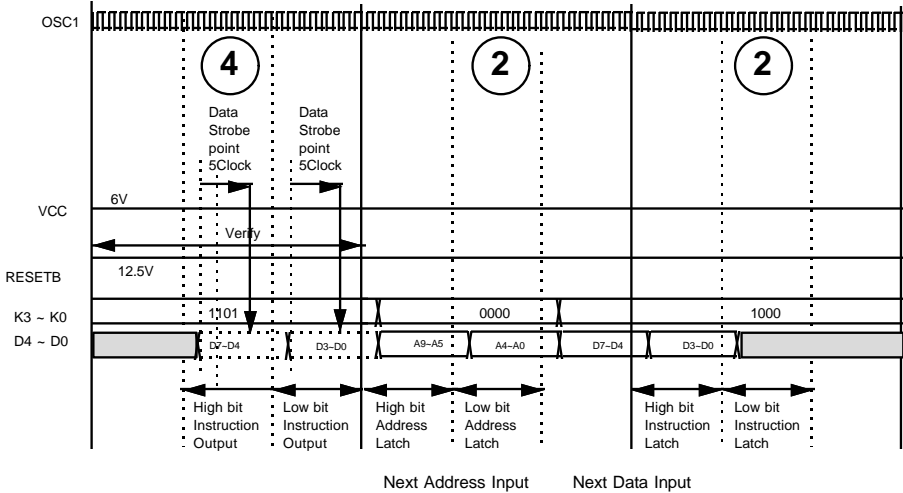 OSC1
4
2
2
Data
Strobe
point
5Clock
Data
Strobe
point
5Clock
6V
VCC
Verify
12.5V
RESETB
K3 ~ K0
1101
0000
1000
D4 ~ D0
D7~D4
D3~D0
A9~A5
A4~A0
D7~D4
D3~D0
High bit
Instruction
Output
Low bit
Instruction
Output
High bit
Address
Latch
Low bit
Address
Latch
High bit
Instruction
Latch
Low bit
Instruction
Latch
Next Address Input
Next Data Input